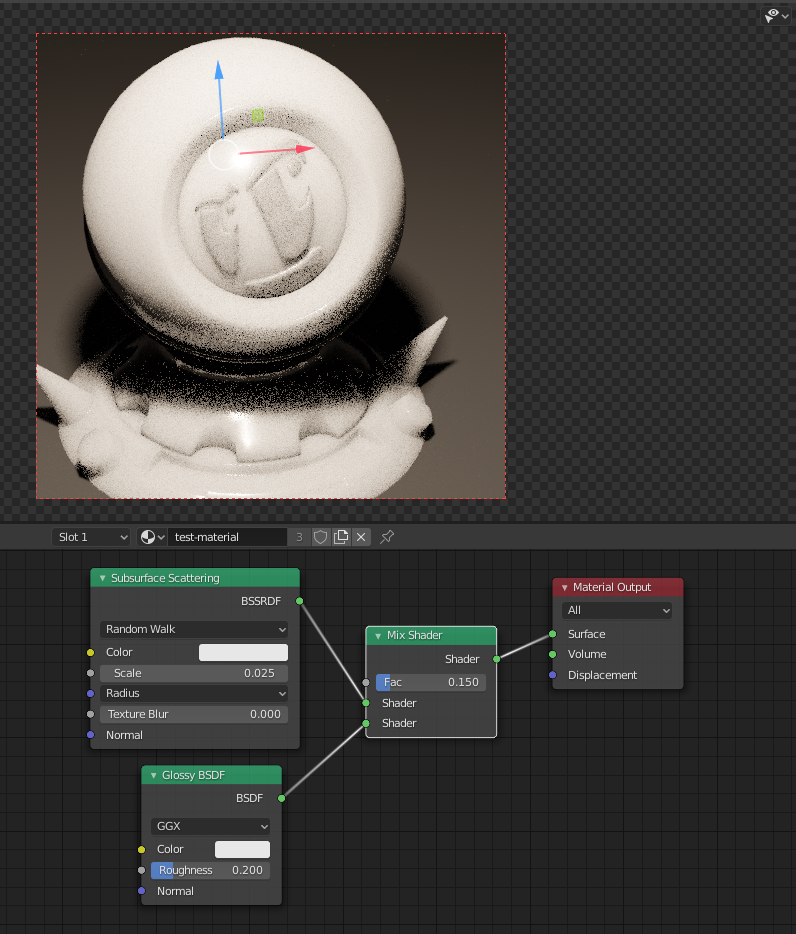 Slot 1
test-material
3
Subsurface Scattering
BSSRDF
Random Walk
Color
Scale 0.025
Radius
Texture Blur 0.000
Normal
Glossy BSDF
BSDF
GGX
Color
Roughness 0.200
Normal
Mix Shader
Shader
Fac 0.150
Shader
Shader
Material Output
All
Surface
Volume
Displacement